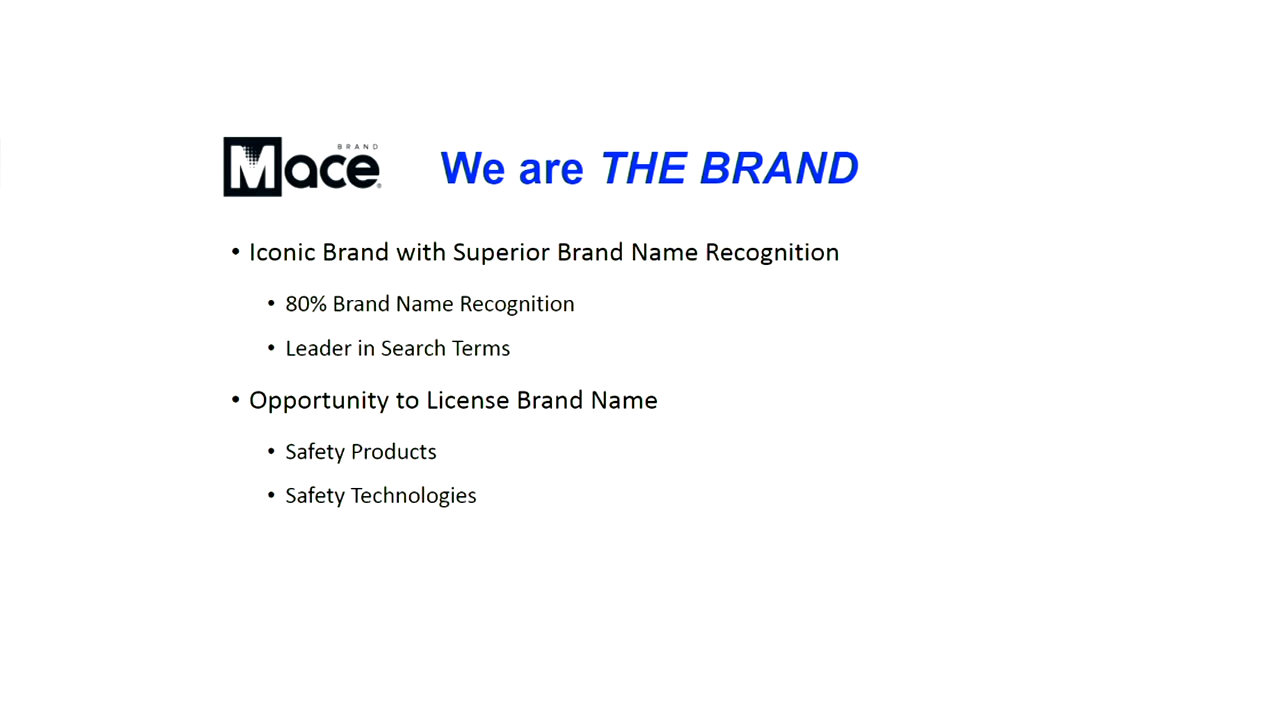 BRAND
Mace® We are THE BRAND
• Iconic Brand with Superior Brand Name Recognition
• 80% Brand Name Recognition
• Leader in Search Terms
• Opportunity to License Brand Name
• Safety Products
• Safety Technologies